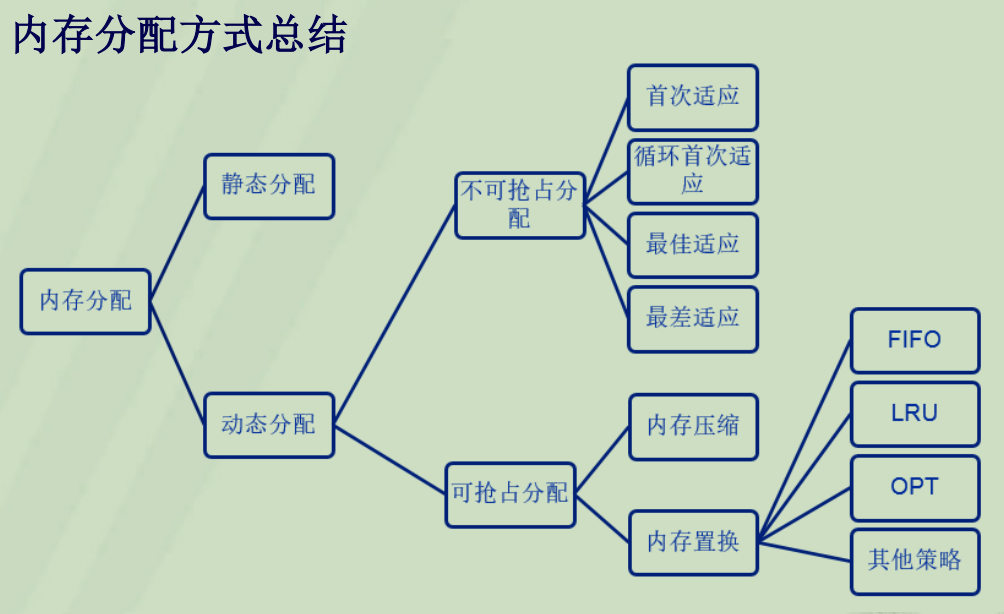 内存分配方式总结
内存分配
静态分配
动态分配
不可抢占分
配
可抢占分配
首次适应
循环首次适
应
最佳适应
最差适应
内存压缩
内存置换
FIFO
LRU
OPT
其他策略